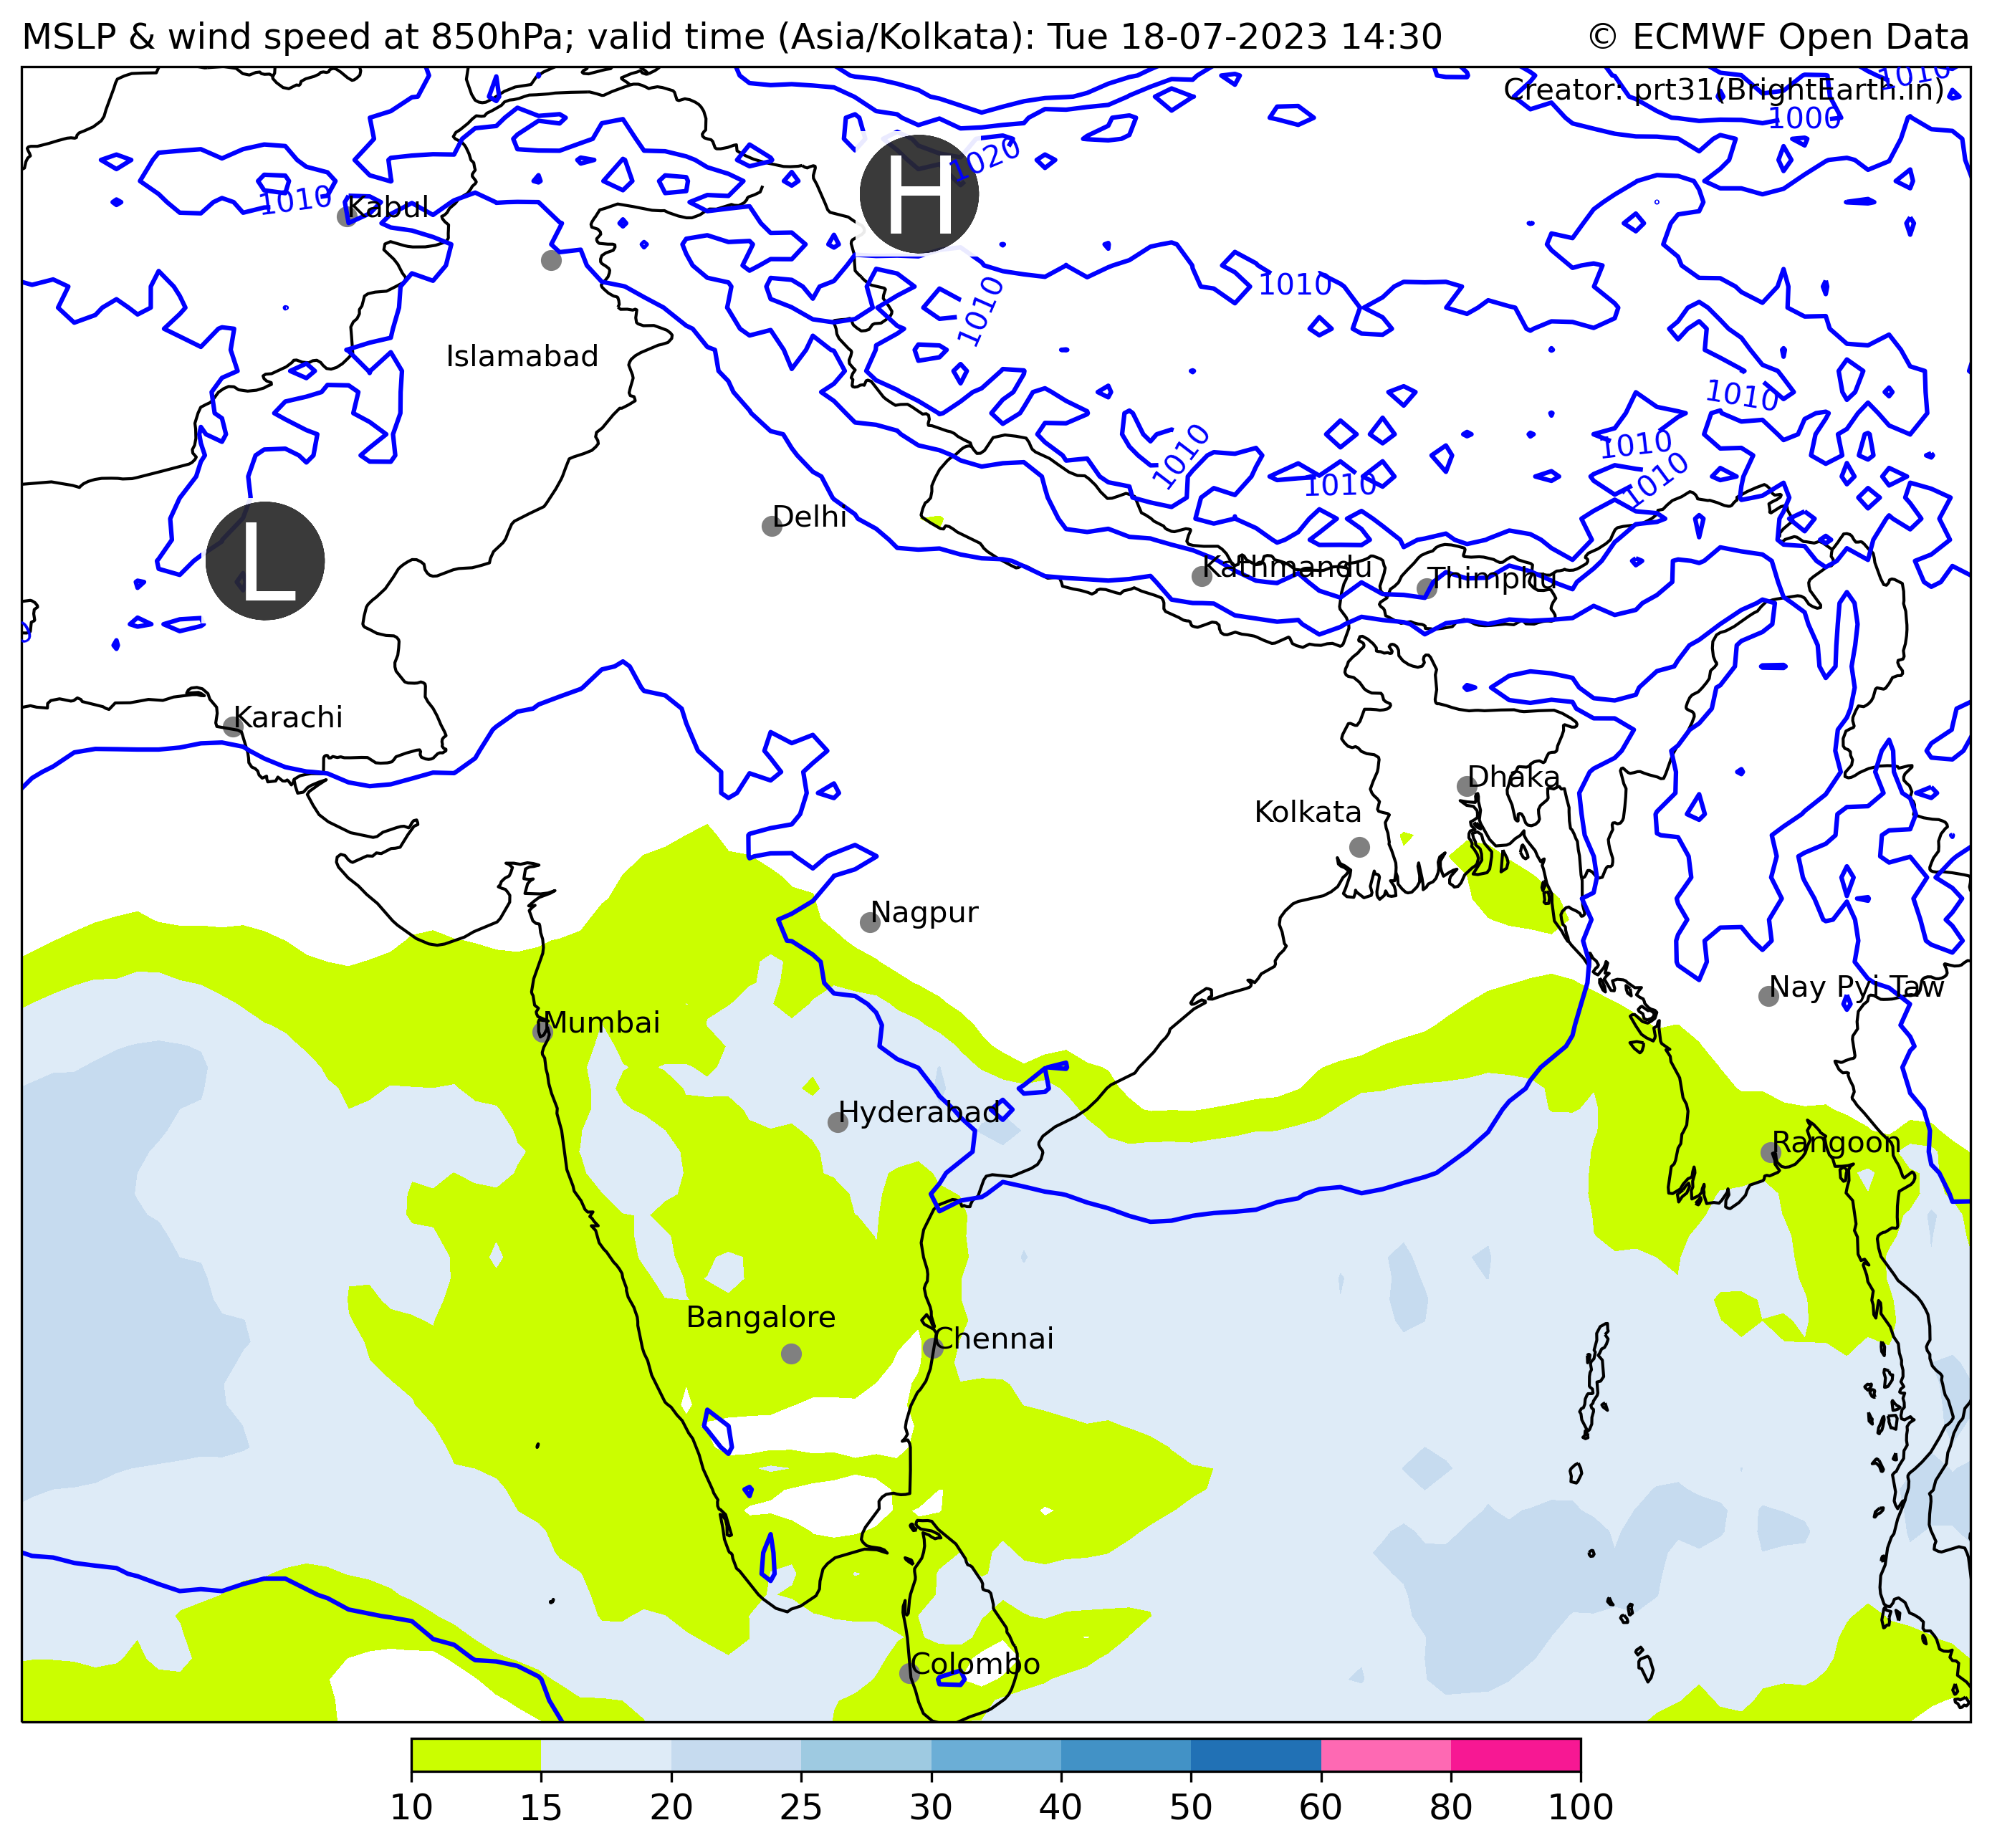 MSLP & wind speed at 850hPa; valid time (Asia/Kolkata): Tue 18-07-2023 14:30
© ECMWF Open Data
1010
Creator: prt31(BrightEarth.in)
1000
H
1020
1010
Kabul
1010
1010
Islamabad
1010
1010
1010
1010
1010
L
Delhi
Kathmandu
Thimphu
Karachi
Dhaka
Kolkata
Nagpur
Nay Pyi Taw
Mumbai
Hyderabad
Rangoon
Bangalore
Chennai
Colombo
10 15 20 25 30 40 50 60 80 100